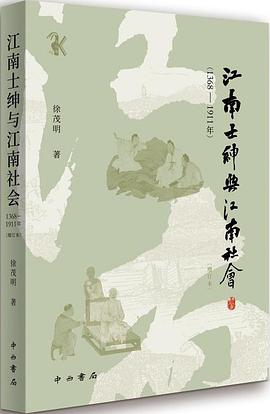 江南士绅与江南社会
1368—
1911年
(增订本)
徐茂明 著
中西书局
江南士紳與江南社會
(1368—1911年)
(增订本)
徐茂明 著
中西書局